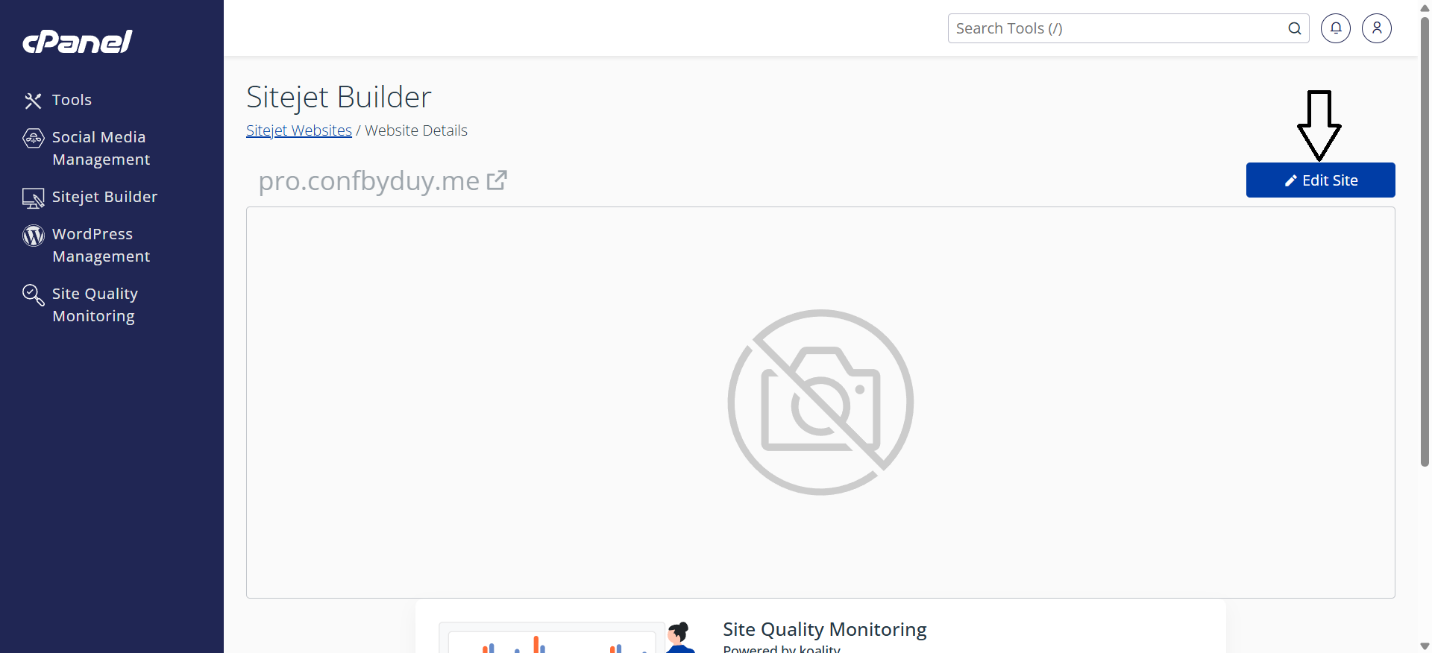 cPanel
Tools
Social Media
Management
Sitejet Builder
WordPress
Management
Site Quality
Monitoring
Search Tools (/)
Sitejet Builder
Sitejet Websites / Website Details
pro.confbyduy.me
Edit Site
Site Quality Monitoring
Powered by koality